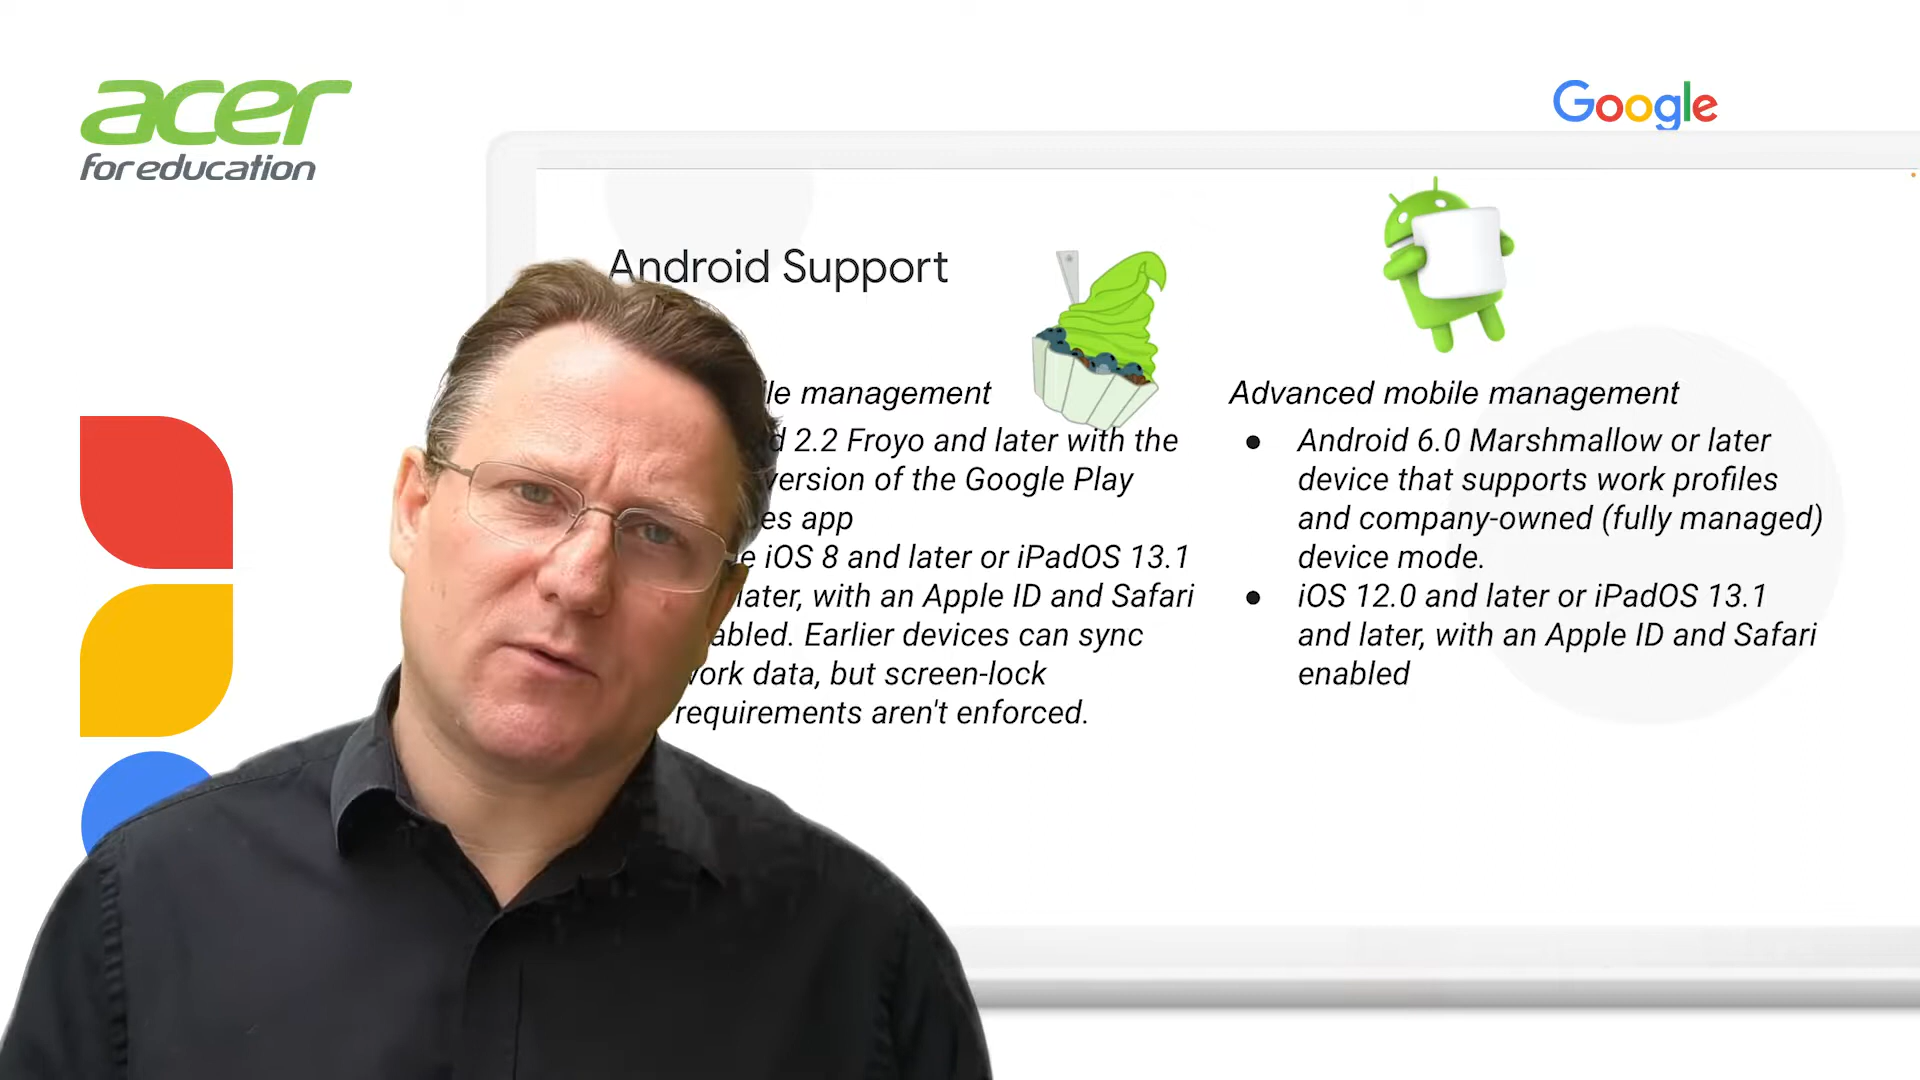 acer
for education
Google
Android Support
management
2.2 Froyo and later with the
version of the Google Play
app
iOS 8 and later or iPadOS 13.1
later, with an Apple ID and Safari
Earlier devices can sync
work data, but screen-lock
requirements aren't enforced.
Advanced mobile management
● Android 6.0 Marshmallow or later
device that supports work profiles
and company-owned (fully managed)
device mode.
● iOS 12.0 and later or iPadOS 13.1
and later, with an Apple ID and Safari
enabled